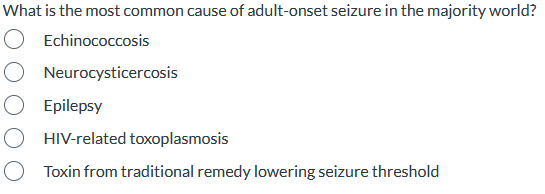 What is the most common cause of adult-onset seizure in the majority world?
Echinococcosis
Neurocysticercosis
Epilepsy
HIV-related toxoplasmosis
Toxin from traditional remedy lowering seizure threshold